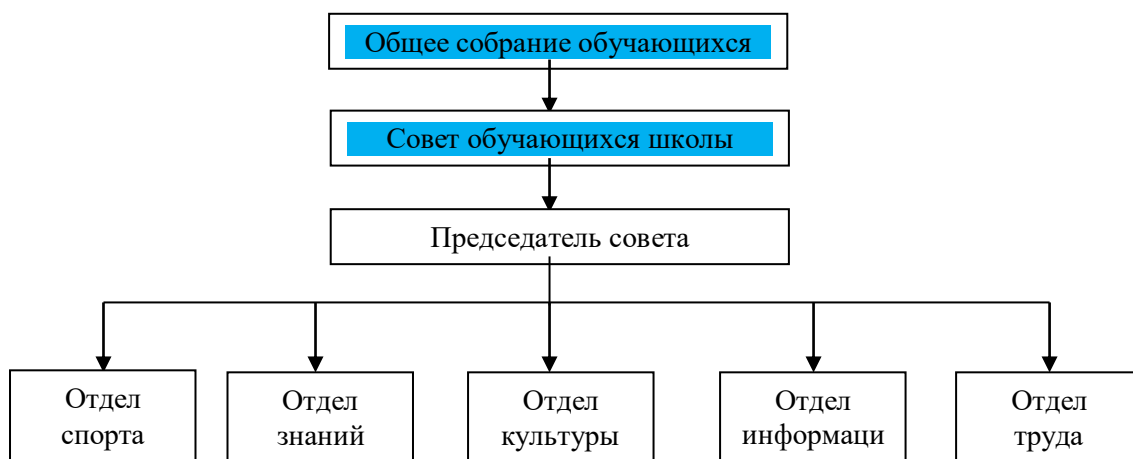 Общее собрание обучающихся
Совет обучающихся школы
Председатель совета
Отдел
спорта
Отдел
знаний
Отдел
культуры
Отдел
информаци
Отдел
труда